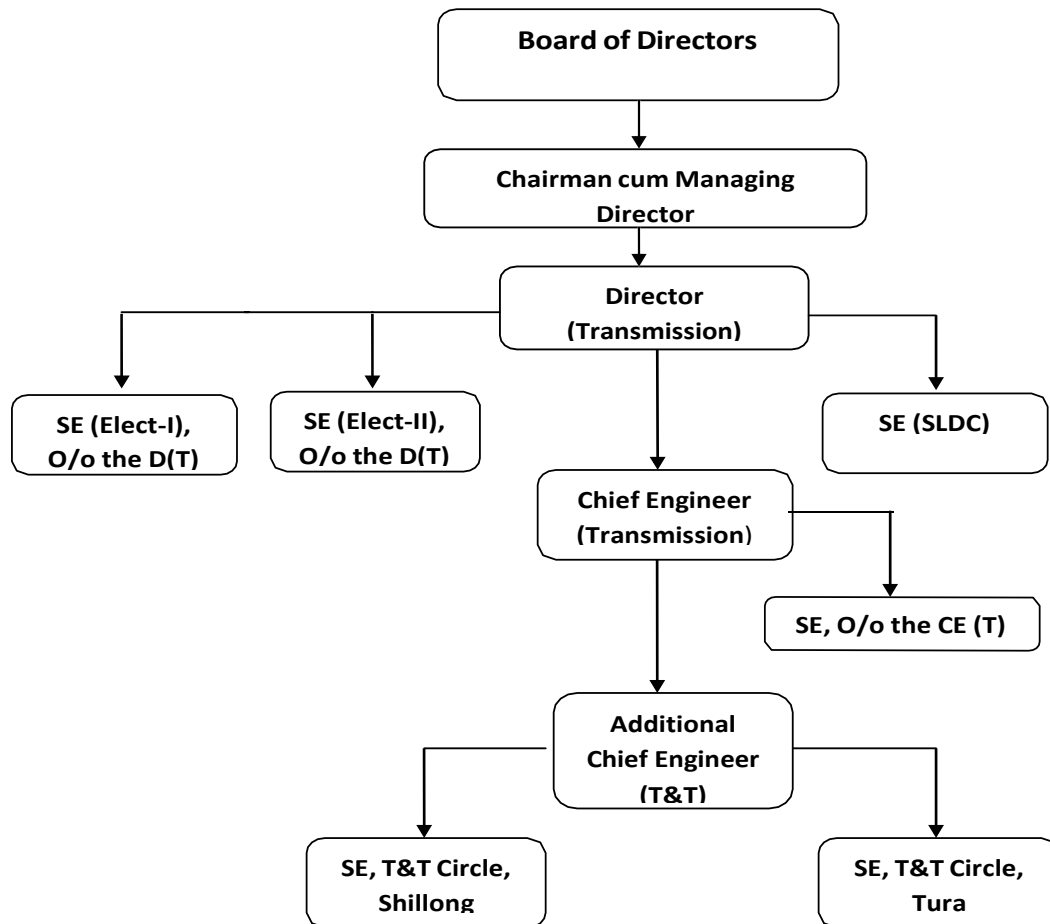 Board of Directors
Chairman cum Managing
Director
Director
(Transmission)
SE (Elect-I),
O/o the D(T)
SE (Elect-II),
O/o the D(T)
SE (SLDC)
Chief Engineer
(Transmission)
SE, O/o the CE (T)
Additional
Chief Engineer
(T&T)
SE, T&T Circle,
Shillong
SE, T&T Circle,
Tura